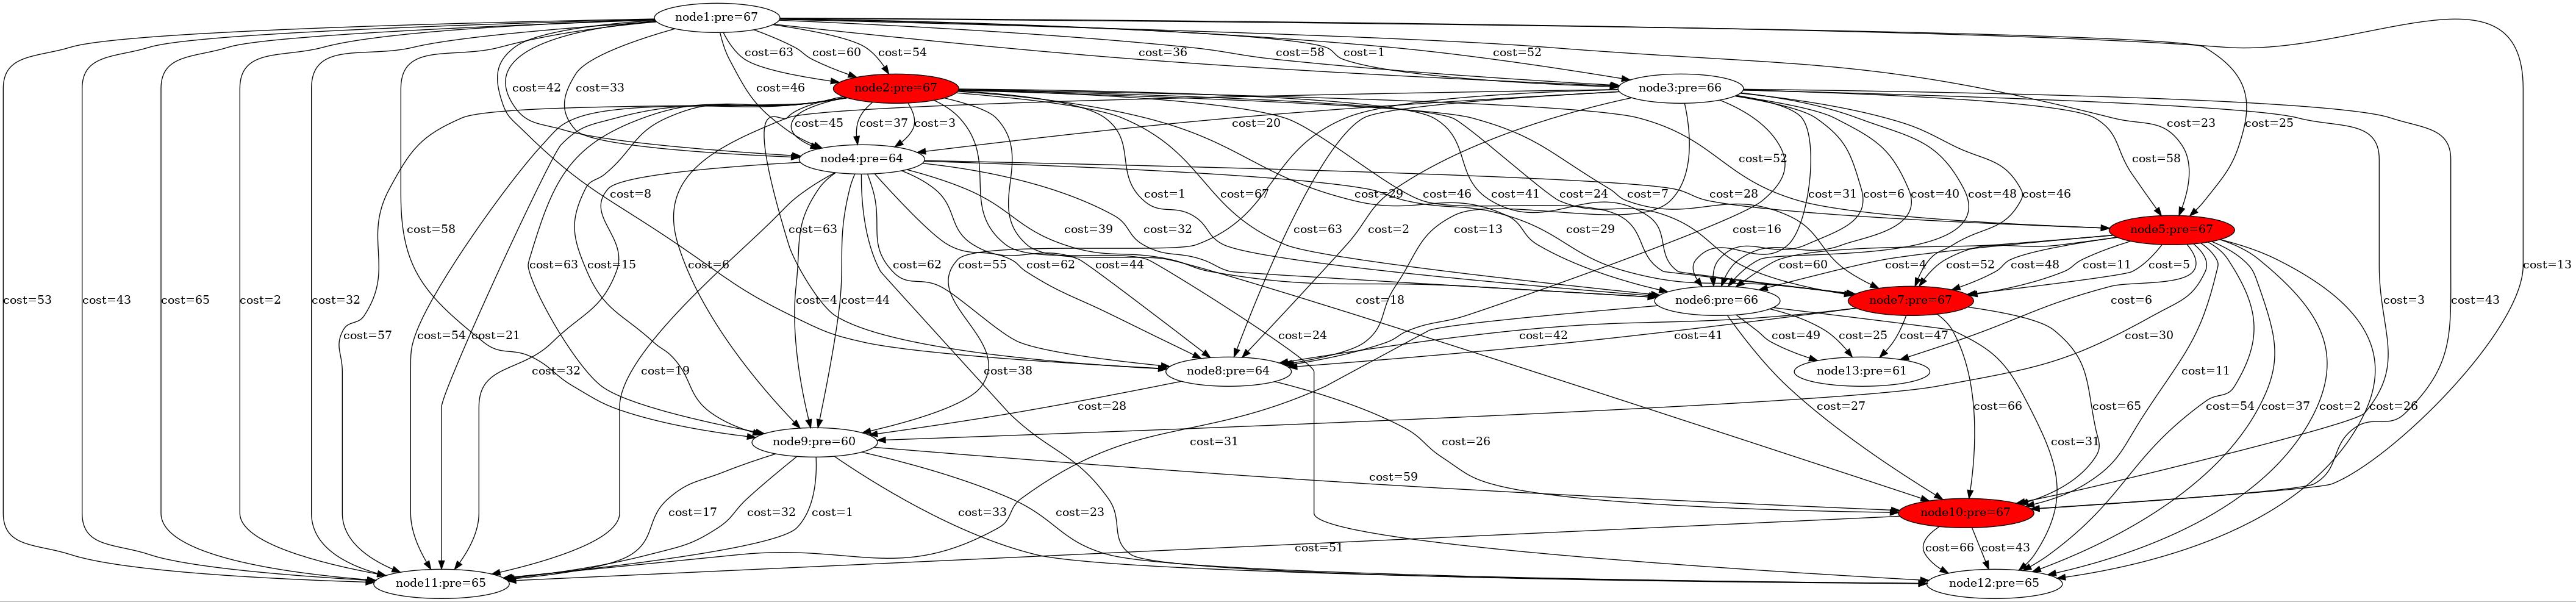 node1:pre=67
cost=63 cost=60 cost=54 cost=36 cost=58 cost=1 cost=52
node2:pre=67 node3:pre=66
cost=42 cost=33 cost=46
cost=45 cost=37 cost=3 cost=20 cost=23 cost=25
node4:pre=64 cost=52 cost=58
cost=8 cost=1 cost=67 cost=29 cost=46 cost=41 cost=24 cost=7 cost=28 cost=31 cost=6 cost=40 cost=48 cost=46
cost=58 cost=63 cost=39 cost=32 cost=63 cost=2 cost=13 cost=16 node5:pre=67
cost=29
cost=63 cost=15 cost=6 cost=62 cost=55 cost=62 cost=44 cost=60 cost=4 cost=52 cost=48 cost=11 cost=5 cost=13
cost=53 cost=43 cost=65 cost=2 cost=32 cost=4 cost=44 cost=18 node6:pre=66 node7:pre=67 cost=6 cost=3 cost=43
cost=57 cost=54 cost=21 cost=24 cost=42 cost=41 cost=49 cost=25 cost=47 cost=30
cost=32 cost=19 cost=38 node8:pre=64 node13:pre=61 cost=11
cost=28 cost=27 cost=66 cost=65 cost=54 cost=37 cost=2 cost=26
node9:pre=60 cost=31 cost=26 cost=31
cost=59
cost=17 cost=32 cost=1 cost=33 cost=23 node10:pre=67
cost=51 cost=66 cost=43
node11:pre=65 node12:pre=65